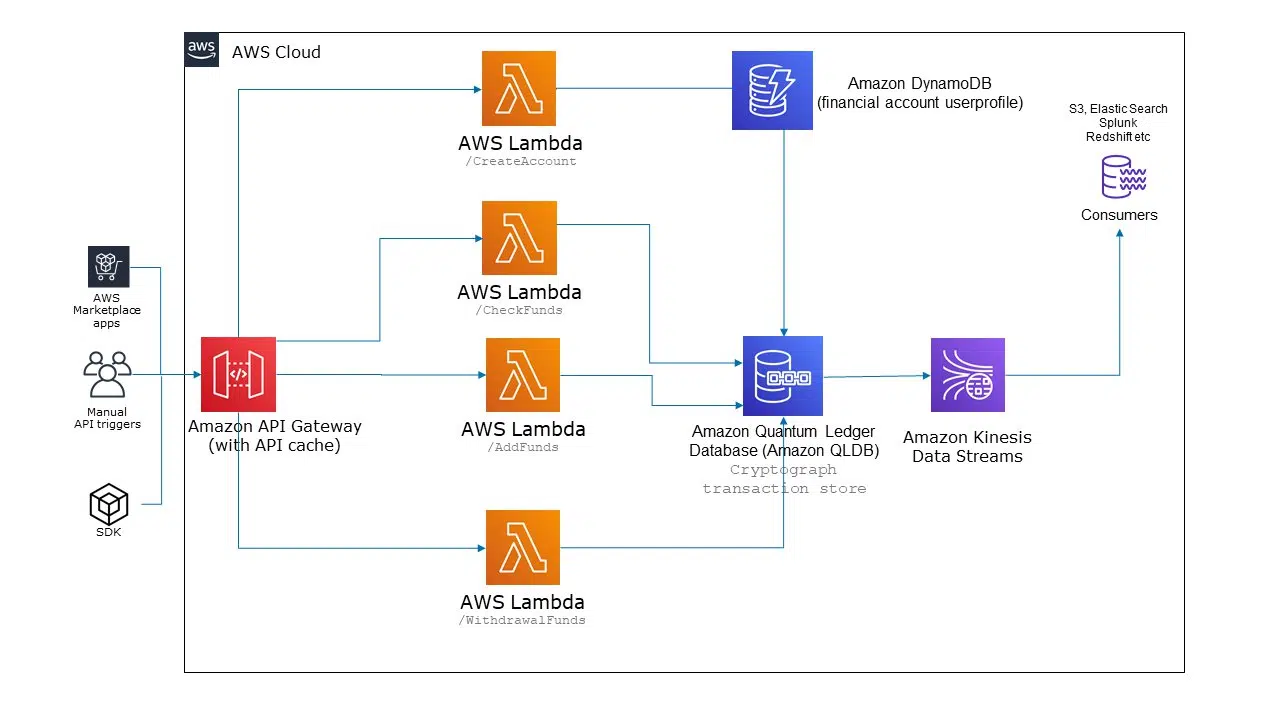 aws
AWS Cloud
AWS Lambda
/CreateAccount
Amazon DynamoDB
(financial account userprofile)
S3, ElasticSearch
Splunk
Redshift etc
Consumers
AWS Lambda
/CheckFunds
AWS
Marketplace
apps
Manual
API triggers
SDK
Amazon API Gateway
(with API cache)
AWS Lambda
/AddFunds
Amazon Quantum Ledger
Database (Amazon QLDB)
Cryptograph
transaction store
Amazon Kinesis
Data Streams
AWS Lambda
/WithdrawalFunds